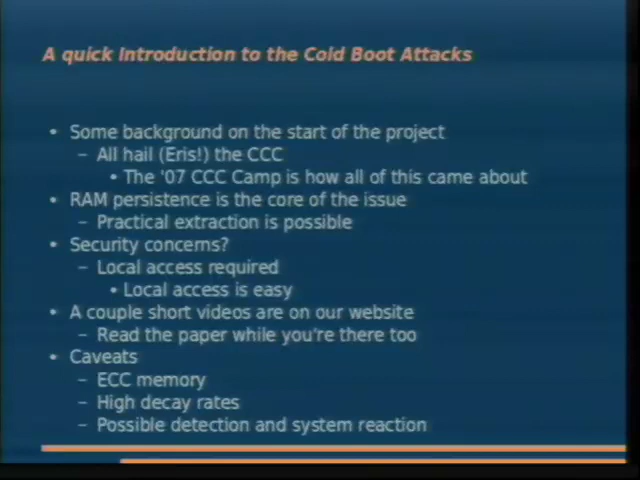 A quick Introduction to the Cold Boot Attacks
• Some background on the start of the project
– All hail (Eris!) the CCC
• The '07 CCC Camp is how all of this came about
• RAM persistence is the core of the issue
– Practical extraction is possible
• Security concerns?
– Local access required
• Local access is easy
• A couple short videos are on our website
– Read the paper while you're there too
• Caveats
– ECC memory
– High decay rates
– Possible detection and system reaction